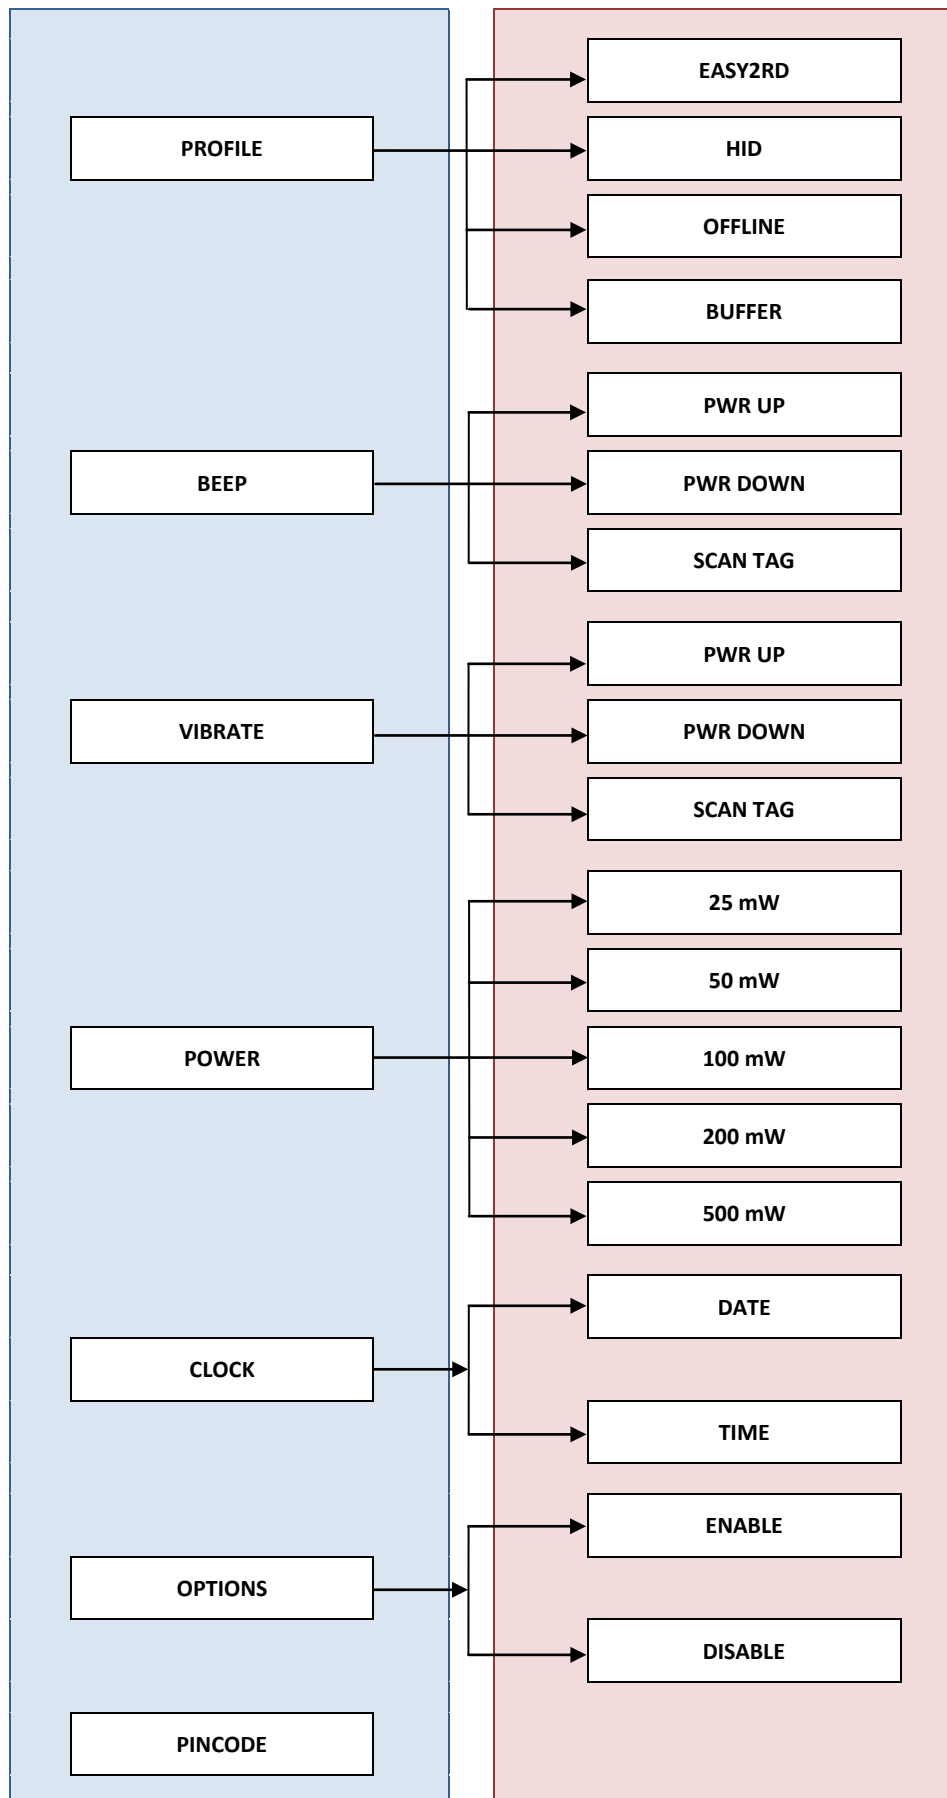 PROFILE
EASY2RD
HID
OFFLINE
BUFFER
BEEP
PWR UP
PWR DOWN
SCAN TAG
VIBRATE
PWR UP
PWR DOWN
SCAN TAG
POWER
25 mW
50 mW
100 mW
200 mW
500 mW
CLOCK
DATE
TIME
OPTIONS
ENABLE
DISABLE
PINCODE